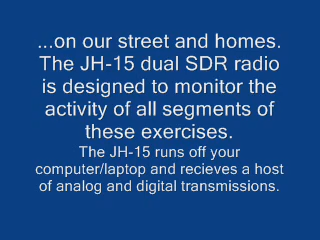 ...on our street and homes.
The JH-15 dual SDR radio
is designed to monitor the
activity of all segments of
these exercises.
The JH-15 runs off your
computer/laptop and recieves a host
of analog and digital transmissions.